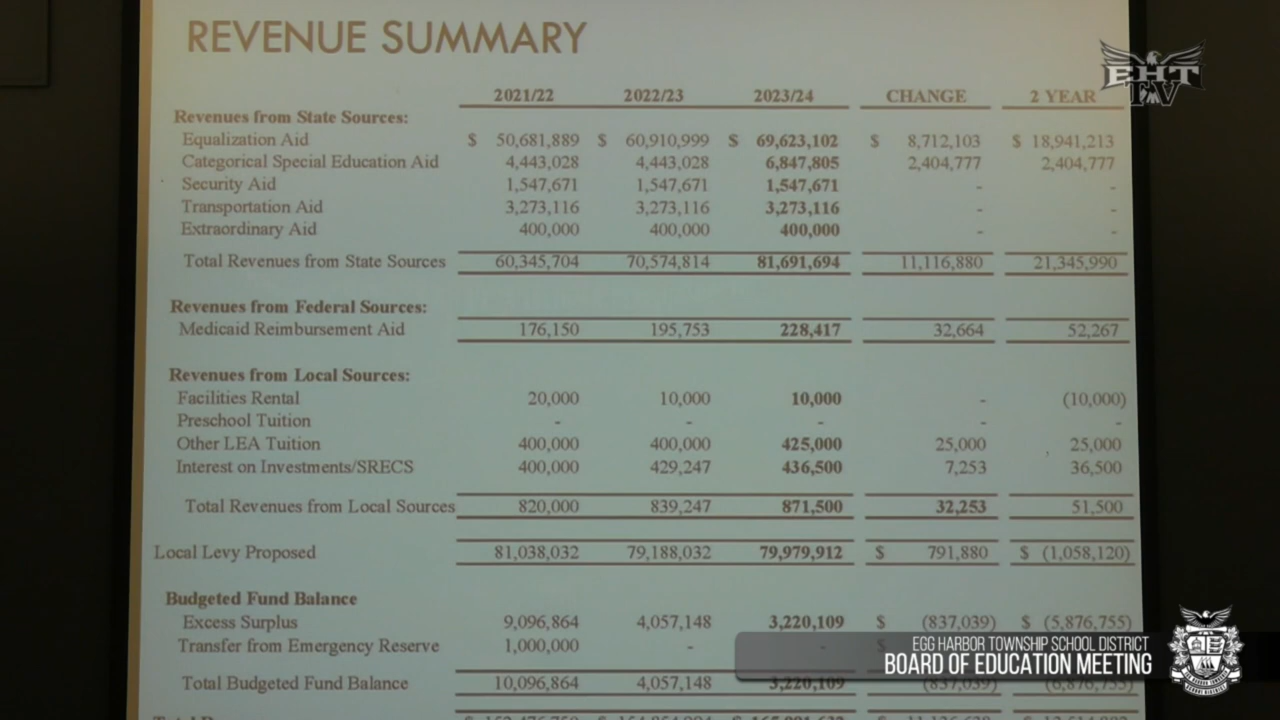 REVENUE SUMMARY
EHT
TV
2021/22 2022/23 2023/24 CHANGE 2 YEAR
Revenues from State Sources:
Equalization Aid $ 50,681,889 $ 60,910,999 $ 69,623,102 $ 8,712,103 $ 18,941,213
Categorical Special Education Aid 4,443,028 4,443,028 6,847,805 2,404,777 2,404,777
Security Aid 1,547,671 1,547,671 1,547,671 - -
Transportation Aid 3,273,116 3,273,116 3,273,116 - -
Extraordinary Aid 400,000 400,000 400,000 - -
Total Revenues from State Sources 60,345,704 70,574,814 81,691,694 11,116,880 21,345,990
Revenues from Federal Sources:
Medicaid Reimbursement Aid 176,150 195,753 228,417 32,664 52,267
Revenues from Local Sources:
Facilities Rental 20,000 10,000 10,000 - (10,000)
Preschool Tuition - - - - -
Other LEA Tuition 400,000 400,000 425,000 25,000 25,000
Interest on Investments/SRECS 400,000 429,247 436,500 7,253 36,500
Total Revenues from Local Sources 820,000 839,247 871,500 32,253 51,500
Local Levy Proposed 81,038,032 79,188,032 79,979,912 $ 791,880 $ (1,058,120)
Budgeted Fund Balance
Excess Surplus 9,096,864 4,057,148 3,220,109 $ (837,039) $ (5,876,755)
Transfer from Emergency Reserve 1,000,000 - -
Total Budgeted Fund Balance 10,096,864 4,057,148 3,220,109 (837,039) (6,876,755)
EGG HARBOR TOWNSHIP SCHOOL DISTRICT
BOARD OF EDUCATION MEETING